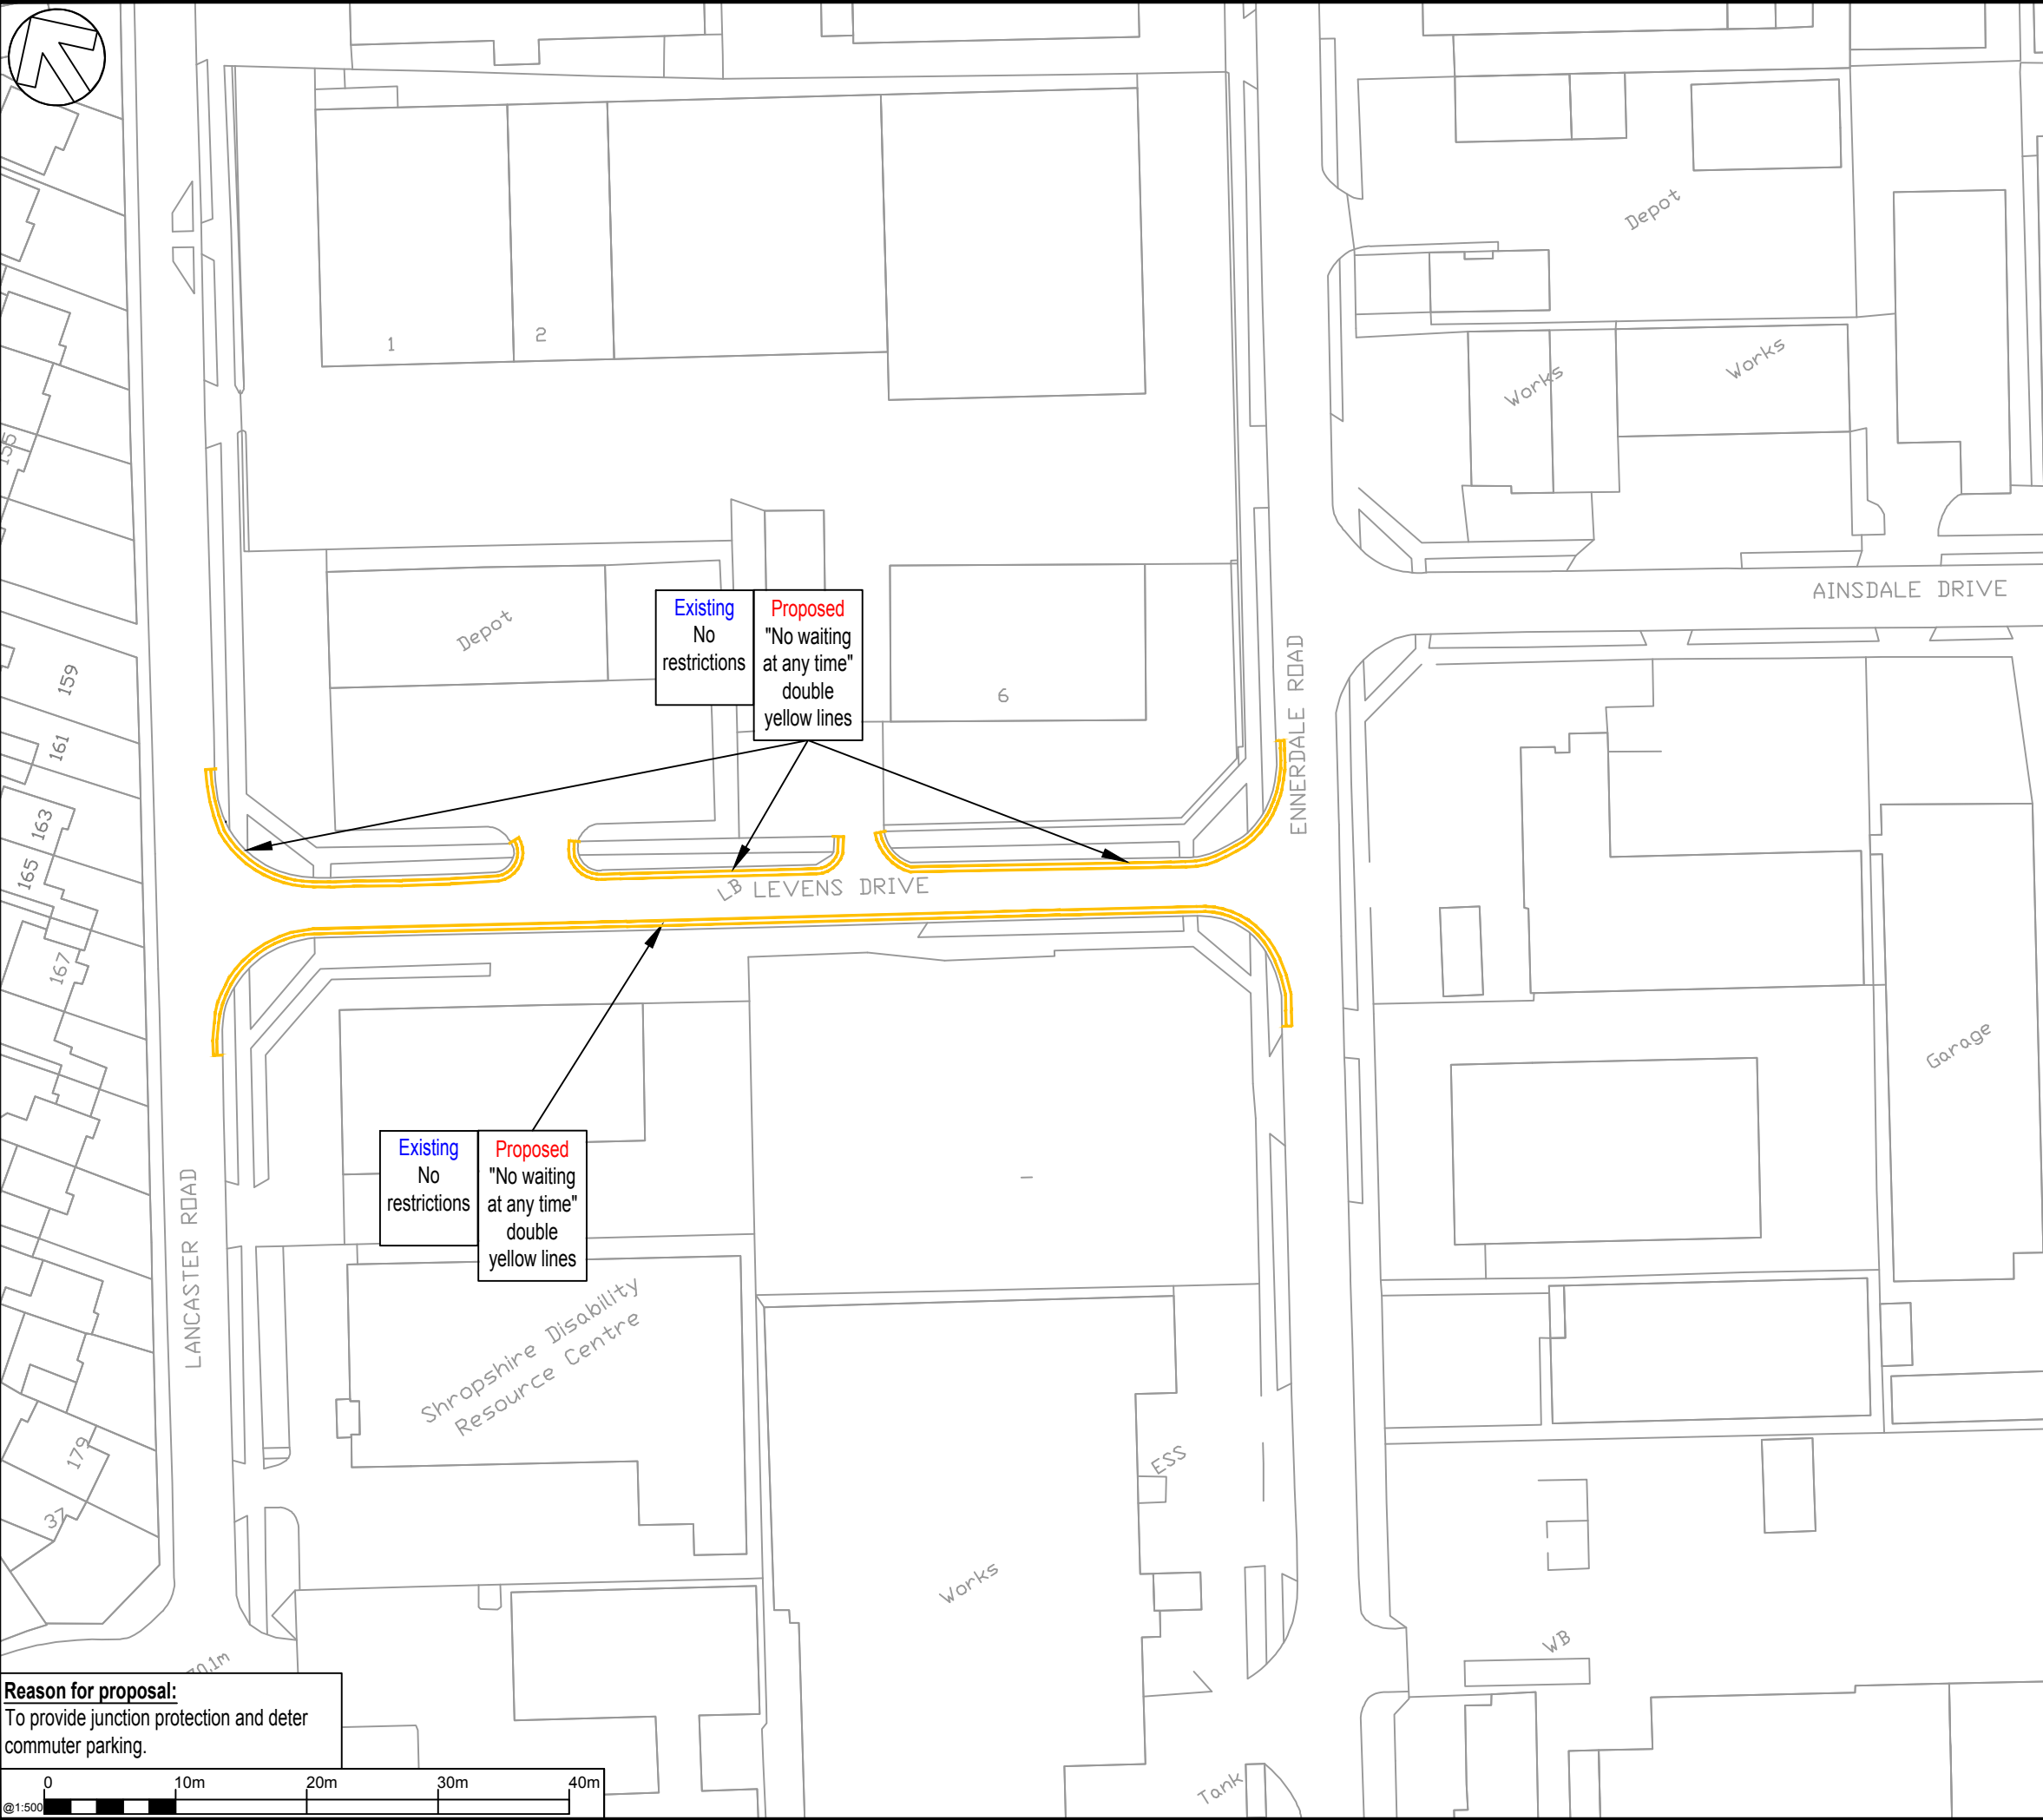 Depot
1
2
Works
Works
155
AINSDALE DRIVE
Existing
No
restrictions
Proposed
"No waiting
at any time"
double
yellow lines
Depot
6
ENNERDALE ROAD
159
161
163
165
167
LB
LEVENS DRIVE
Garage
Existing
No
restrictions
Proposed
"No waiting
at any time"
double
yellow lines
LANCASTER ROAD
Shropshire Disability
Resource Centre
ESS
179
37
Works
WB
70.1m
Tank
Reason for proposal:
To provide junction protection and deter
commuter parking.
0 10m 20m 30m 40m
@1:500